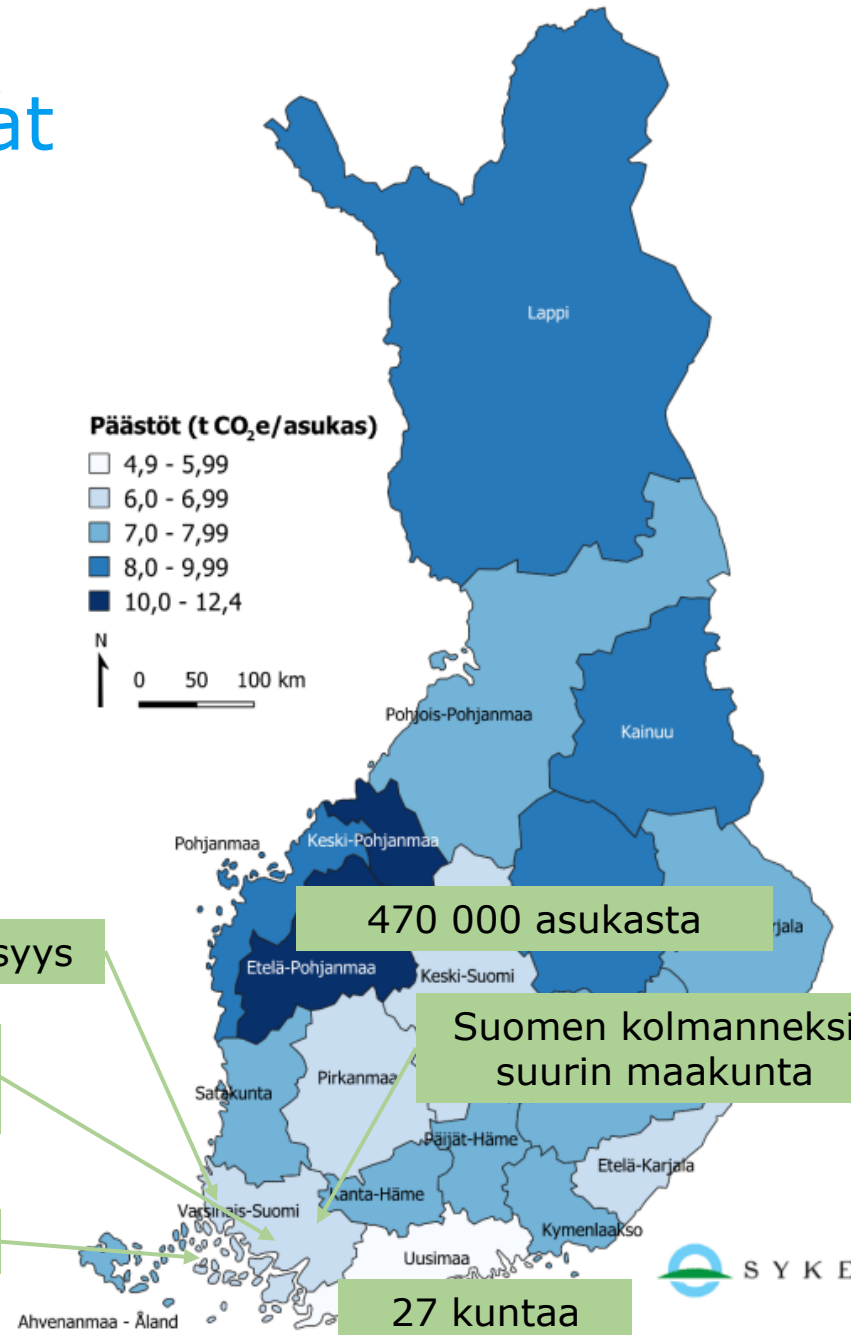 at
Päästöt (t CO₂e/asukas)
4,9 - 5,99
6,0 - 6,99
7,0 - 7,99
8,0 - 9,99
10,0 - 12,4
N
0 50 100 km
Lappi
Pohjois-Pohjanmaa
Kainuu
Pohjanmaa
Keski-Pohjanmaa
470 000 asukasta
rjala
syys
Etelä-Pohjanmaa
Keski-Suomi
Suomen kolmanneksi
suurin maakunta
Satakunta
Pirkanmaa
Päijät-Häme
Etelä-Karjala
Kanta-Häme
Varsinais-Suomi
Kymenlaakso
Uusimaa
SYKE
27 kuntaa
Ahvenanmaa - Åland